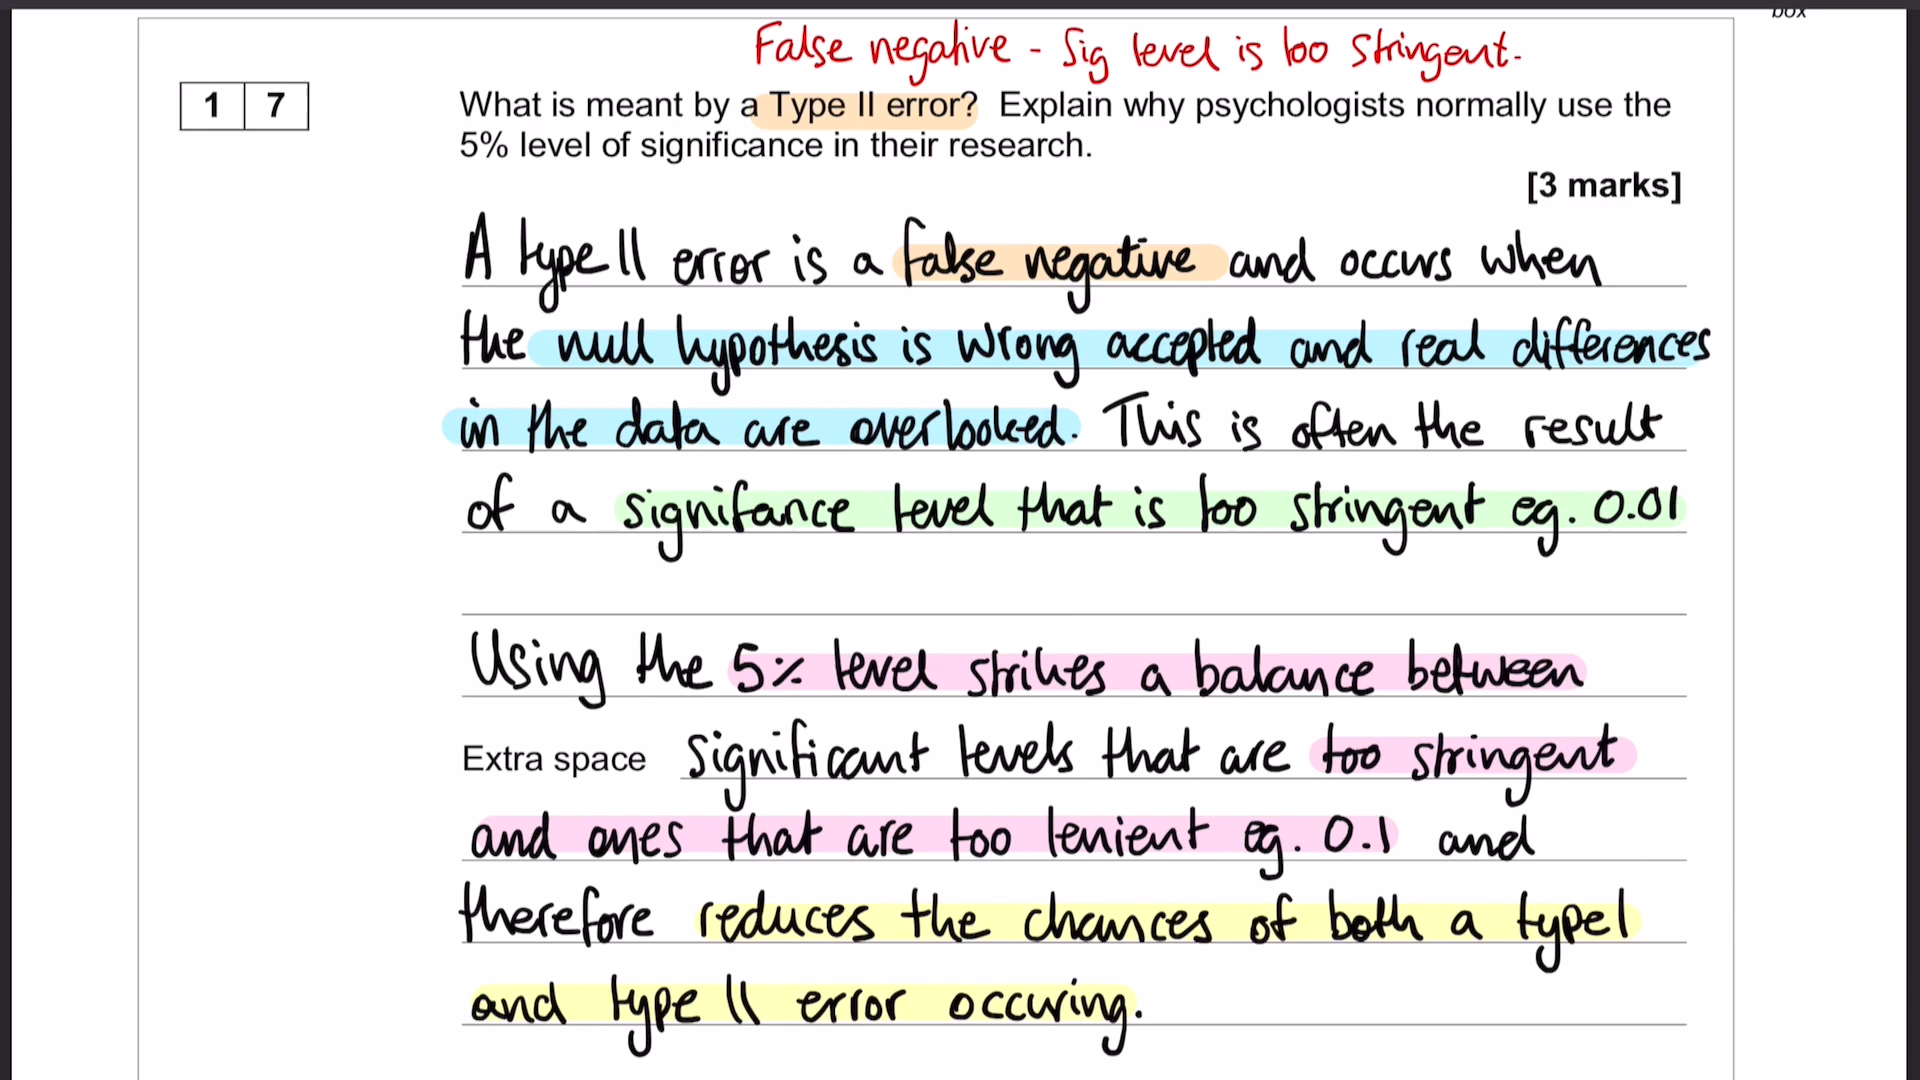 box
False negative - Sig level is too stringent.
1 7
What is meant by a Type II error? Explain why psychologists normally use the
5% level of significance in their research.
[3 marks]
A type II error is a false negative and occurs when
the null hypothesis is wrong accepted and real differences
in the data are overlooked. This is often the result
of a signifance level that is too stringent eg. 0.01
Using the 5% level strikes a balance between
Extra space significant levels that are too stringent
and ones that are too lenient eg. 0.1 and
therefore reduces the chances of both a type I
and type II error occuring.